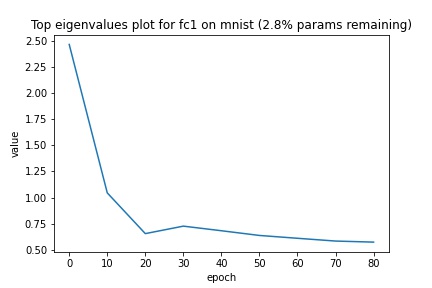 Top eigenvalues plot for fc1 on mnist (2.8% params remaining)
2.50
2.25
2.00
1.75
1.50
1.25
1.00
0.75
0.50
value
0 10 20 30 40 50 60 70 80
epoch